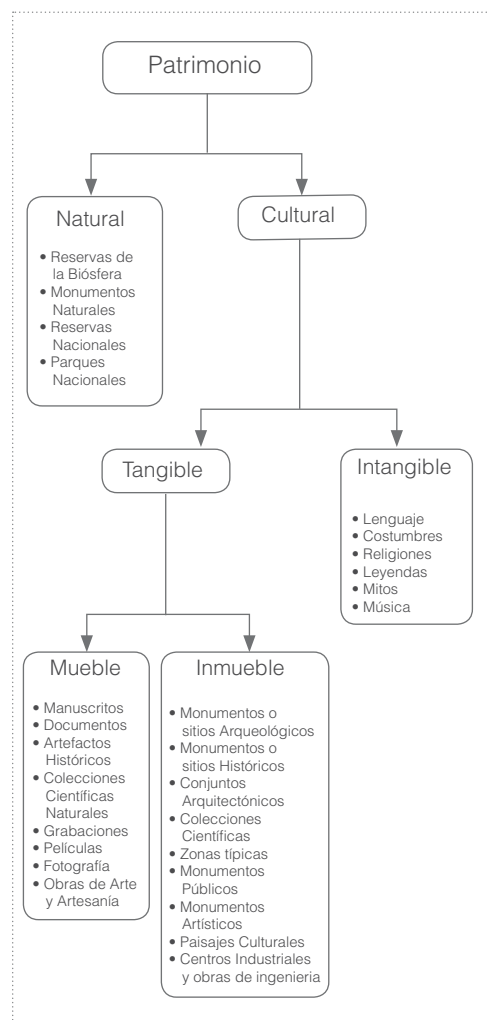 Patrimonio
Natural
• Reservas de
la Biósfera
• Monumentos
Naturales
• Reservas
Nacionales
• Parques
Nacionales
Cultural
Tangible
Intangible
• Lenguaje
• Costumbres
• Religiones
• Leyendas
• Mitos
• Música
Mueble
• Manuscritos
• Documentos
• Artefactos
Históricos
• Colecciones
Científicas
Naturales
• Grabaciones
• Películas
• Fotografía
• Obras de Arte
y Artesanía
Inmueble
• Monumentos o
sitios Arqueológicos
• Monumentos o
sitios Históricos
• Conjuntos
Arquitectónicos
• Colecciones
Científicas
• Zonas típicas
• Monumentos
Públicos
• Monumentos
Artísticos
• Paisajes Culturales
• Centros Industriales
y obras de ingenieria